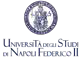 UNIVERSITÀ DEGLI STUDI
DI NAPOLI FEDERICO II